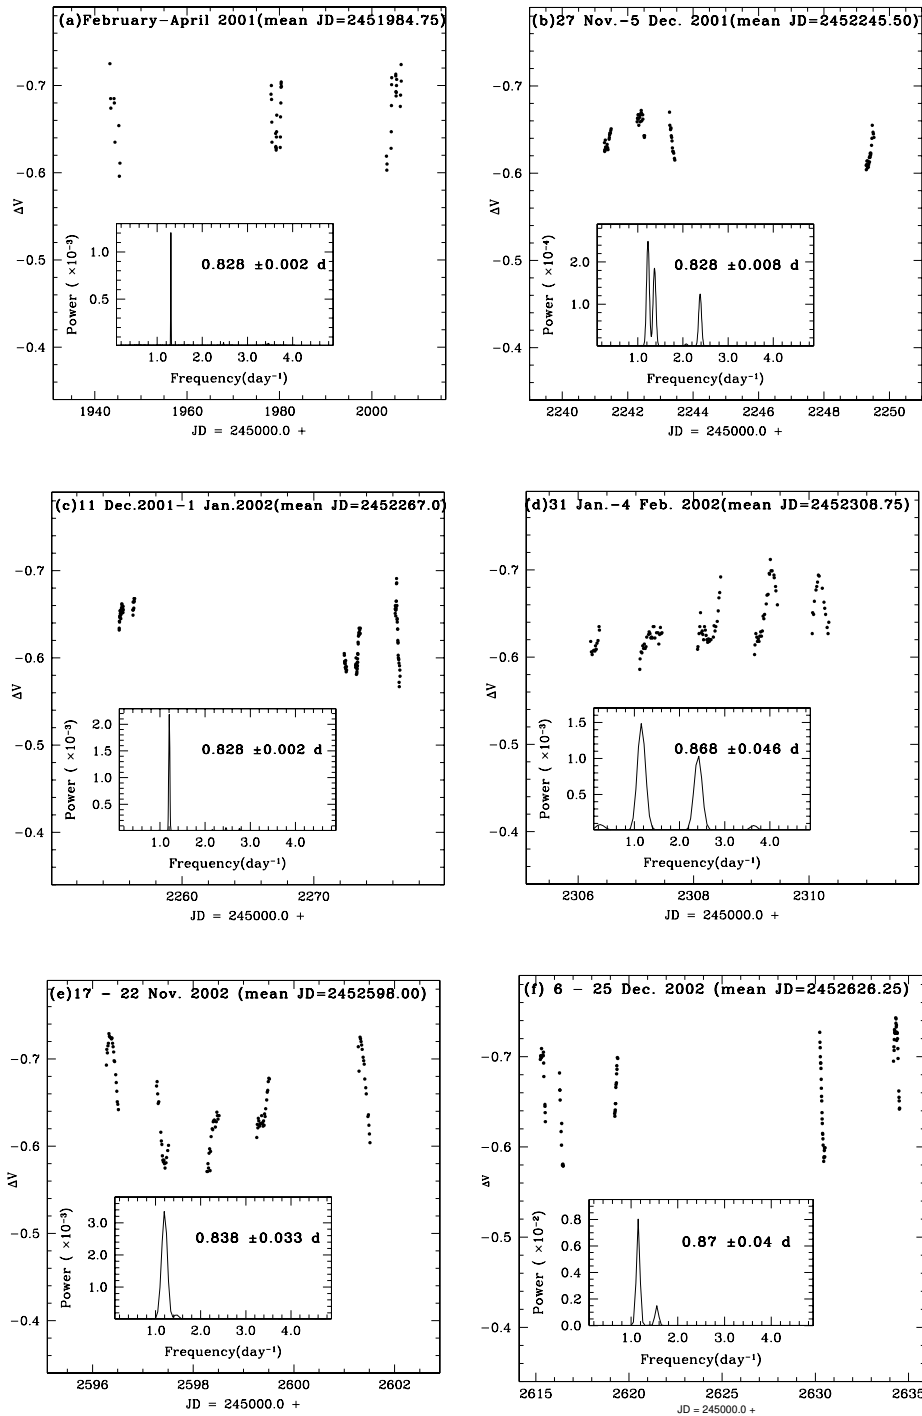 (a)February-April 2001(mean JD=2451984.75)
-0.7
-0.6
-0.5
-0.4
ΔV
1.0
0.5
Power ( ×10⁻³)
0.828 ±0.002 d
1.0 2.0 3.0 4.0
Frequency(day⁻¹)
1940 1960 1980 2000
JD = 245000.0 +
(b)27 Nov.-5 Dec. 2001(mean JD=2452245.50)
-0.7
-0.6
-0.5
-0.4
ΔV
2.0
1.0
Power ( ×10⁻⁴)
0.828 ±0.008 d
1.0 2.0 3.0 4.0
Frequency(day⁻¹)
2240 2242 2244 2246 2248 2250
JD = 245000.0 +
(c)11 Dec.2001-1 Jan.2002(mean JD=2452267.0)
-0.7
-0.6
-0.5
-0.4
ΔV
2.0
1.5
1.0
0.5
Power ( ×10⁻³)
0.828 ±0.002 d
1.0 2.0 3.0 4.0
Frequency(day⁻¹)
2260 2270
JD = 245000.0 +
(d)31 Jan.-4 Feb. 2002(mean JD=2452308.75)
-0.7
-0.6
-0.5
-0.4
ΔV
1.5
1.0
0.5
Power ( ×10⁻³)
0.868 ±0.046 d
1.0 2.0 3.0 4.0
Frequency(day⁻¹)
2306 2308 2310
JD = 245000.0 +
(e)17 - 22 Nov. 2002 (mean JD=2452598.00)
-0.7
-0.6
-0.5
-0.4
ΔV
3.0
2.0
1.0
Power ( ×10⁻³)
0.838 ±0.033 d
1.0 2.0 3.0 4.0
Frequency(day⁻¹)
2596 2598 2600 2602
JD = 245000.0 +
(f) 6 - 25 Dec. 2002 (mean JD=2452626.25)
-0.7
-0.6
-0.5
-0.4
ΔV
0.8
0.6
0.4
0.2
0.0
Power ( ×10⁻²)
0.87 ±0.04 d
1.0 2.0 3.0 4.0
Frequency(day⁻¹)
2615 2620 2625 2630 2635
JD = 245000.0 +